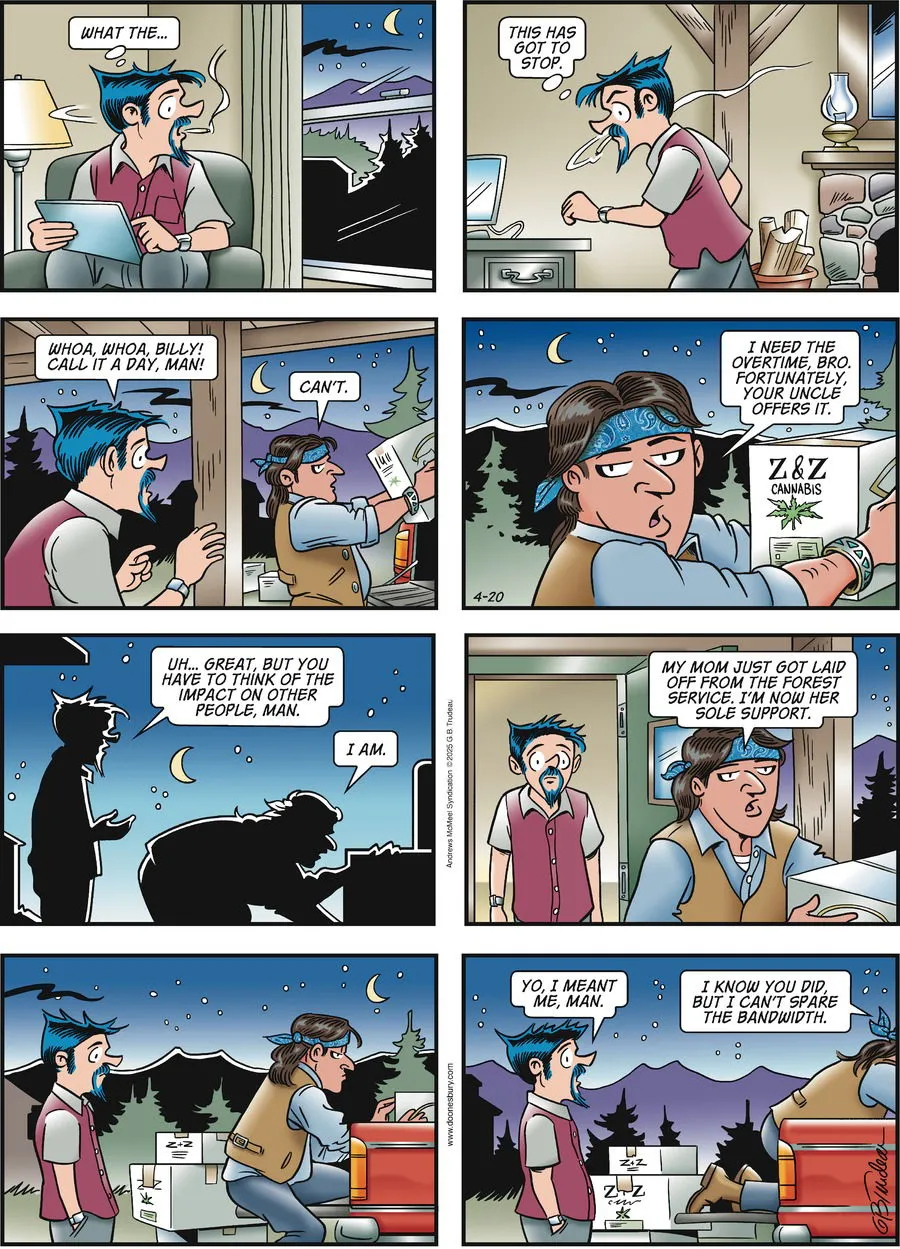 WHAT THE...
THIS HAS
GOT TO
STOP.
WHOA, WHOA, BILLY!
CALL IT A DAY, MAN!
CAN'T.
I NEED THE
OVERTIME, BRO.
FORTUNATELY,
YOUR UNCLE
OFFERS IT.
Z & Z
CANNABIS
4-20
UH... GREAT, BUT YOU
HAVE TO THINK OF THE
IMPACT ON OTHER
PEOPLE, MAN.
I AM.
Andrews McMeel Syndication © 2025 G.B. Trudeau
MY MOM JUST GOT LAID
OFF FROM THE FOREST
SERVICE. I'M NOW HER
SOLE SUPPORT.
Z+Z
www.doonesbury.com
YO, I MEANT
ME, MAN.
I KNOW YOU DID,
BUT I CAN'T SPARE
THE BANDWIDTH.
Z+Z
Z+Z
GBTrudeau